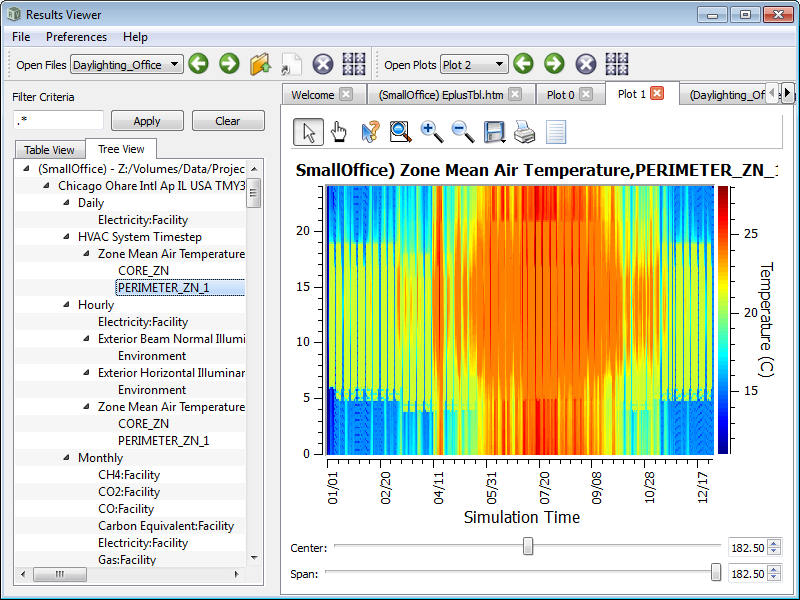 Results Viewer
File Preferences Help
Open Files Daylighting_Office Open Plots Plot 2
Filter Criteria
.* Apply Clear
Table View Tree View
Welcome (SmallOffice) EplusTbl.htm Plot 0 Plot 1 (Daylighting_Of
(SmallOffice) - Z:/Volumes/Data/Projec
Chicago Ohare Intl Ap IL USA TMY3
Daily
Electricity:Facility
HVAC System Timestep
Zone Mean Air Temperature
CORE_ZN
PERIMETER_ZN_1
Hourly
Electricity:Facility
Exterior Beam Normal Illumi
Environment
Exterior Horizontal Illuminar
Environment
Zone Mean Air Temperature
CORE_ZN
PERIMETER_ZN_1
Monthly
CH4:Facility
CO2:Facility
CO:Facility
Carbon Equivalent:Facility
Electricity:Facility
Gas:Facility
SmallOffice) Zone Mean Air Temperature,PERIMETER_ZN_1
20
15
10
5
0
01/01 02/20 04/11 05/31 07/20 09/08 10/28 12/17
Simulation Time
25
20
15
Temperature (C)
Center: 182.50
Span: 182.50